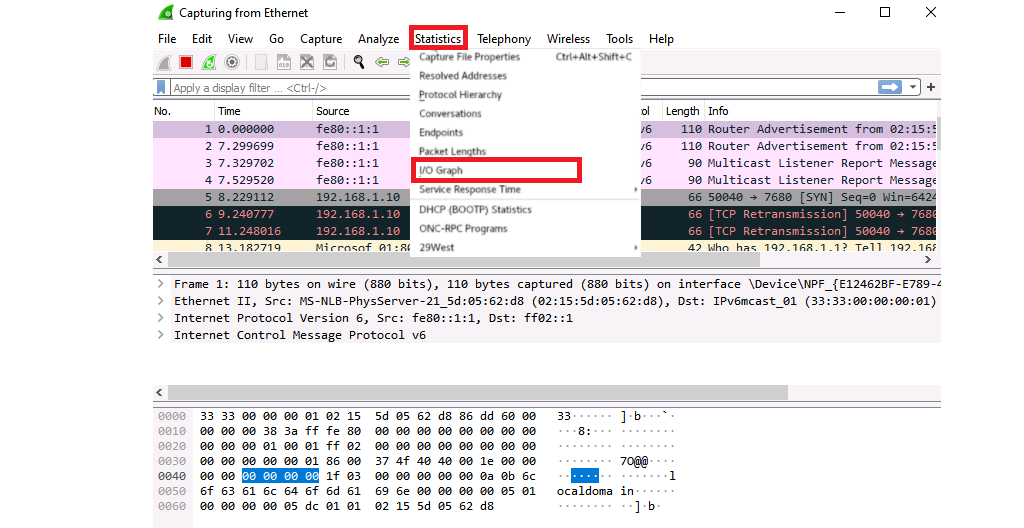 Capturing from Ethernet
File Edit View Go Capture Analyze Statistics Telephony Wireless Tools Help
Capture File Properties Ctrl+Alt+Shift+C
Resolved Addresses
Apply a display filter ... <Ctrl-/>
Protocol Hierarchy
Conversations
Endpoints
Packet Lengths
I/O Graph
Service Response Time
DHCP (BOOTP) Statistics
ONC-RPC Programs
29West
No. Time Source ol Length Info
1 0.000000 fe80::1:1 v6 110 Router Advertisement from 02:15:5
2 7.299699 fe80::1:1 v6 110 Router Advertisement from 02:15:5
3 7.329702 fe80::1:1 v6 90 Multicast Listener Report Message
4 7.529520 fe80::1:1 v6 90 Multicast Listener Report Message
5 8.229112 192.168.1.10 66 50040 → 7680 [SYN] Seq=0 Win=6424
6 9.240777 192.168.1.10 66 [TCP Retransmission] 50040 → 7680
7 11.248016 192.168.1.10 66 [TCP Retransmission] 50040 → 7680
8 13.182719 Microsof_01:80 42 Who has 192.168.1.1? Tell 192.168
Frame 1: 110 bytes on wire (880 bits), 110 bytes captured (880 bits) on interface \Device\NPF_{E12462BF-E789-4
Ethernet II, Src: MS-NLB-PhysServer-21_5d:05:62:d8 (02:15:5d:05:62:d8), Dst: IPv6mcast_01 (33:33:00:00:00:01)
Internet Protocol Version 6, Src: fe80::1:1, Dst: ff02::1
Internet Control Message Protocol v6
0000 33 33 00 00 00 01 02 15 5d 05 62 d8 86 dd 60 00 33······ ]·b···`·
0010 00 00 00 38 3a ff fe 80 00 00 00 00 00 00 00 00 ···8:··· ········
0020 00 00 00 01 00 01 ff 02 00 00 00 00 00 00 00 00 ········ ········
0030 00 00 00 00 00 01 86 00 37 4f 40 40 00 1e 00 00 ········ 7O@@····
0040 00 00 00 00 00 00 1f 03 00 00 00 00 00 0a 0b 6c ········ ·······l
0050 6f 63 61 6c 64 6f 6d 61 69 6e 00 00 00 00 05 01 ocaldoma in······
0060 00 00 00 00 05 dc 01 01 02 15 5d 05 62 d8 ········ ··]·b·